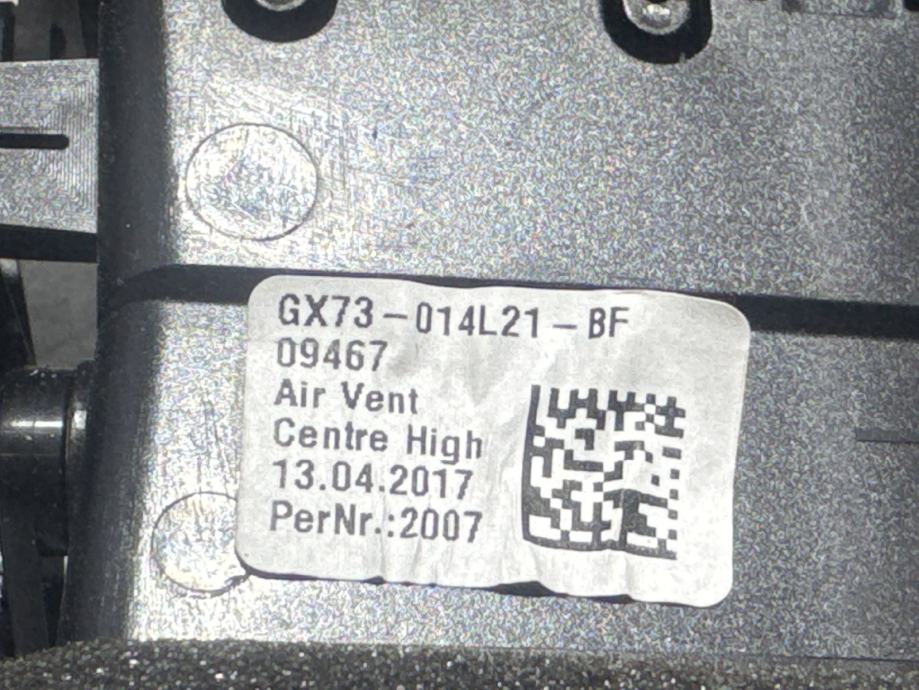 GX73-014L21-BF
09467
Air Vent
Centre High
13.04.2017
PerNr.:2007